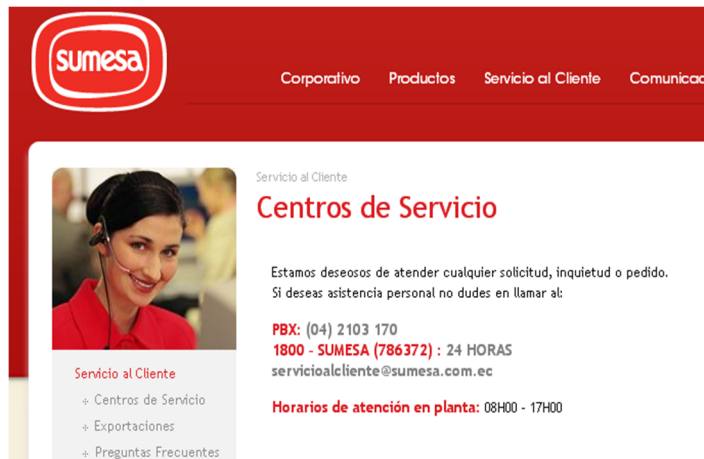 sumesa
Corporativo Productos Servicio al Cliente Comunicac
Servicio al Cliente
Centros de Servicio
Estamos deseosos de atender cualquier solicitud, inquietud o pedido.
Si deseas asistencia personal no dudes en llamar al:
PBX: (04) 2103 170
1800 - SUMESA (786372) : 24 HORAS
servicioalcliente@sumesa.com.ec
Horarios de atención en planta: 08H00 - 17H00
Servicio al Cliente
Centros de Servicio
Exportaciones
Preguntas Frecuentes